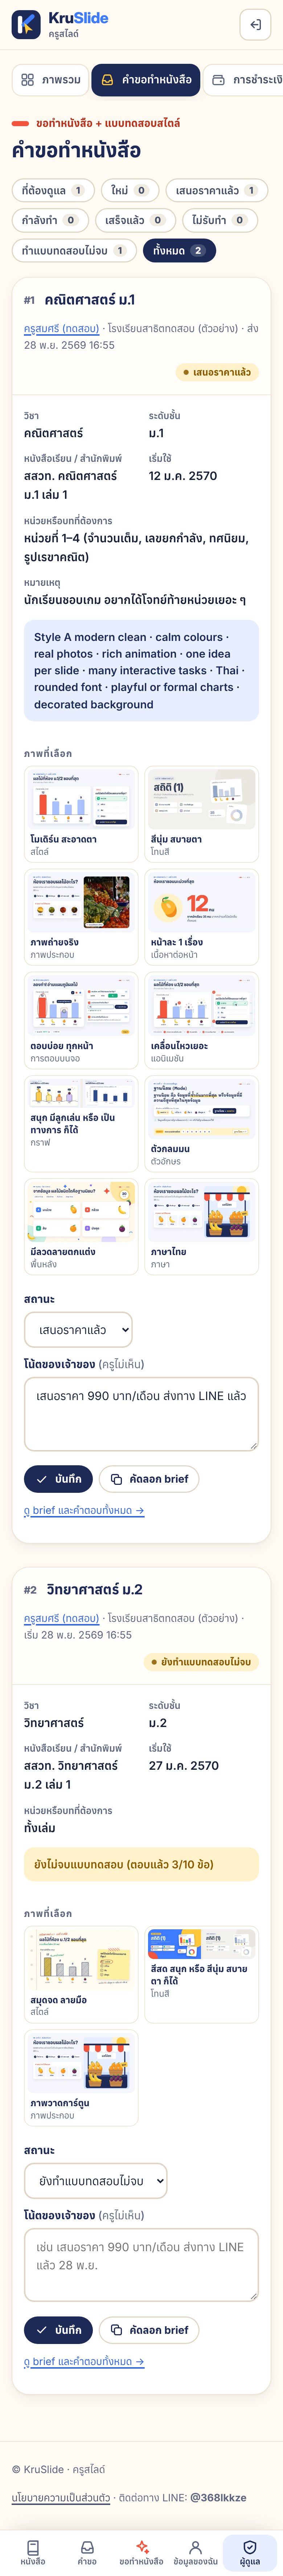 KruSlide
ครูสไลด์
ภาพรวม
คำขอทำหนังสือ
การชำระเงิ
ขอทำหนังสือ + แบบทดสอบสไตล์
คำขอทำหนังสือ
ที่ต้องดูแล 1
ใหม่ 0
เสนอราคาแล้ว 1
กำลังทำ 0
เสร็จแล้ว 0
ไม่รับทำ 0
ทำแบบทดสอบไม่จบ 1
ทั้งหมด 2
#1 คณิตศาสตร์ ม.1
ครูสมศรี (ทดสอบ) · โรงเรียนสาธิตทดสอบ (ตัวอย่าง) · ส่ง
28 พ.ย. 2569 16:55
เสนอราคาแล้ว
วิชา
คณิตศาสตร์
ระดับชั้น
ม.1
หนังสือเรียน / สำนักพิมพ์
สสวท. คณิตศาสตร์
ม.1 เล่ม 1
เริ่มใช้
12 ม.ค. 2570
หน่วยหรือบทที่ต้องการ
หน่วยที่ 1–4 (จำนวนเต็ม, เลขยกกำลัง, ทศนิยม,
รูปเรขาคณิต)
หมายเหตุ
นักเรียนชอบเกม อยากได้โจทย์ท้ายหน่วยเยอะ ๆ
Style A modern clean · calm colours ·
real photos · rich animation · one idea
per slide · many interactive tasks · Thai ·
rounded font · playful or formal charts ·
decorated background
ภาพที่เลือก
โมเดิร์น สะอาดตา
สไตล์
สีนุ่ม สบายตา
โทนสี
ภาพถ่ายจริง
ภาพประกอบ
หน้าละ 1 เรื่อง
เนื้อหาต่อหน้า
ตอบบ่อย ทุกหน้า
การตอบบนจอ
เคลื่อนไหวเยอะ
แอนิเมชัน
สนุก มีลูกเล่น หรือ เป็น
ทางการ ก็ได้
กราฟ
ตัวกลมมน
ตัวอักษร
มีลวดลายตกแต่ง
พื้นหลัง
ภาษาไทย
ภาษา
สถานะ
เสนอราคาแล้ว
โน้ตของเจ้าของ (ครูไม่เห็น)
เสนอราคา 990 บาท/เดือน ส่งทาง LINE แล้ว
บันทึก
คัดลอก brief
ดู brief และคำตอบทั้งหมด →
#2 วิทยาศาสตร์ ม.2
ครูสมศรี (ทดสอบ) · โรงเรียนสาธิตทดสอบ (ตัวอย่าง) ·
เริ่ม 28 พ.ย. 2569 16:55
ยังทำแบบทดสอบไม่จบ
วิชา
วิทยาศาสตร์
ระดับชั้น
ม.2
หนังสือเรียน / สำนักพิมพ์
สสวท. วิทยาศาสตร์
ม.2 เล่ม 1
เริ่มใช้
27 ม.ค. 2570
หน่วยหรือบทที่ต้องการ
ทั้งเล่ม
ยังไม่จบแบบทดสอบ (ตอบแล้ว 3/10 ข้อ)
ภาพที่เลือก
สมุดจด ลายมือ
สไตล์
สีสด สนุก หรือ สีนุ่ม สบาย
ตา ก็ได้
โทนสี
ภาพวาดการ์ตูน
ภาพประกอบ
สถานะ
ยังทำแบบทดสอบไม่จบ
โน้ตของเจ้าของ (ครูไม่เห็น)
เช่น เสนอราคา 990 บาท/เดือน ส่งทาง LINE
แล้ว 28 พ.ย.
บันทึก
คัดลอก brief
ดู brief และคำตอบทั้งหมด →
© KruSlide · ครูสไลด์
นโยบายความเป็นส่วนตัว · ติดต่อทาง LINE: @368lkkze
หนังสือ
คำขอ
ขอทำหนังสือ
ข้อมูลของฉัน
ผู้ดูแล